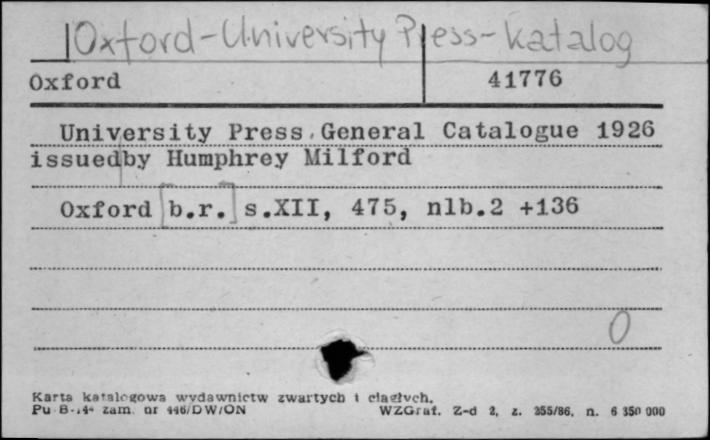 Oxford-University Press-katalog
Oxford 41776
University Press, General Catalogue 1926
issued by Humphrey Milford
Oxford [b.r.] s.XII, 475, nlb.2 +136
0
Karta katalogowa wydawnictw zwartych i ciągłych.
Pu B-14 zam. nr 446/DW/ON WZGraf. Z-d 2, z. 255/86, n. 6 350 000